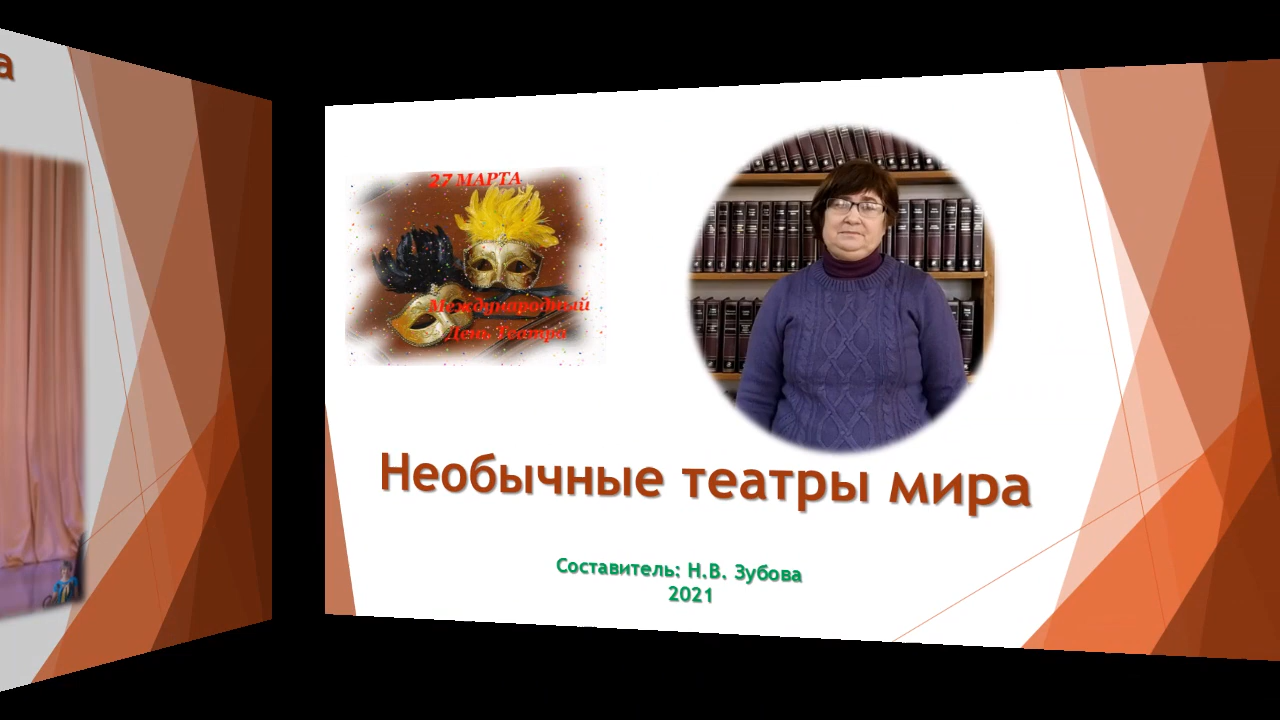 а
27 МАРТА
Международный
День Театра
Необычные театры мира
Составитель: Н.В. Зубова
2021